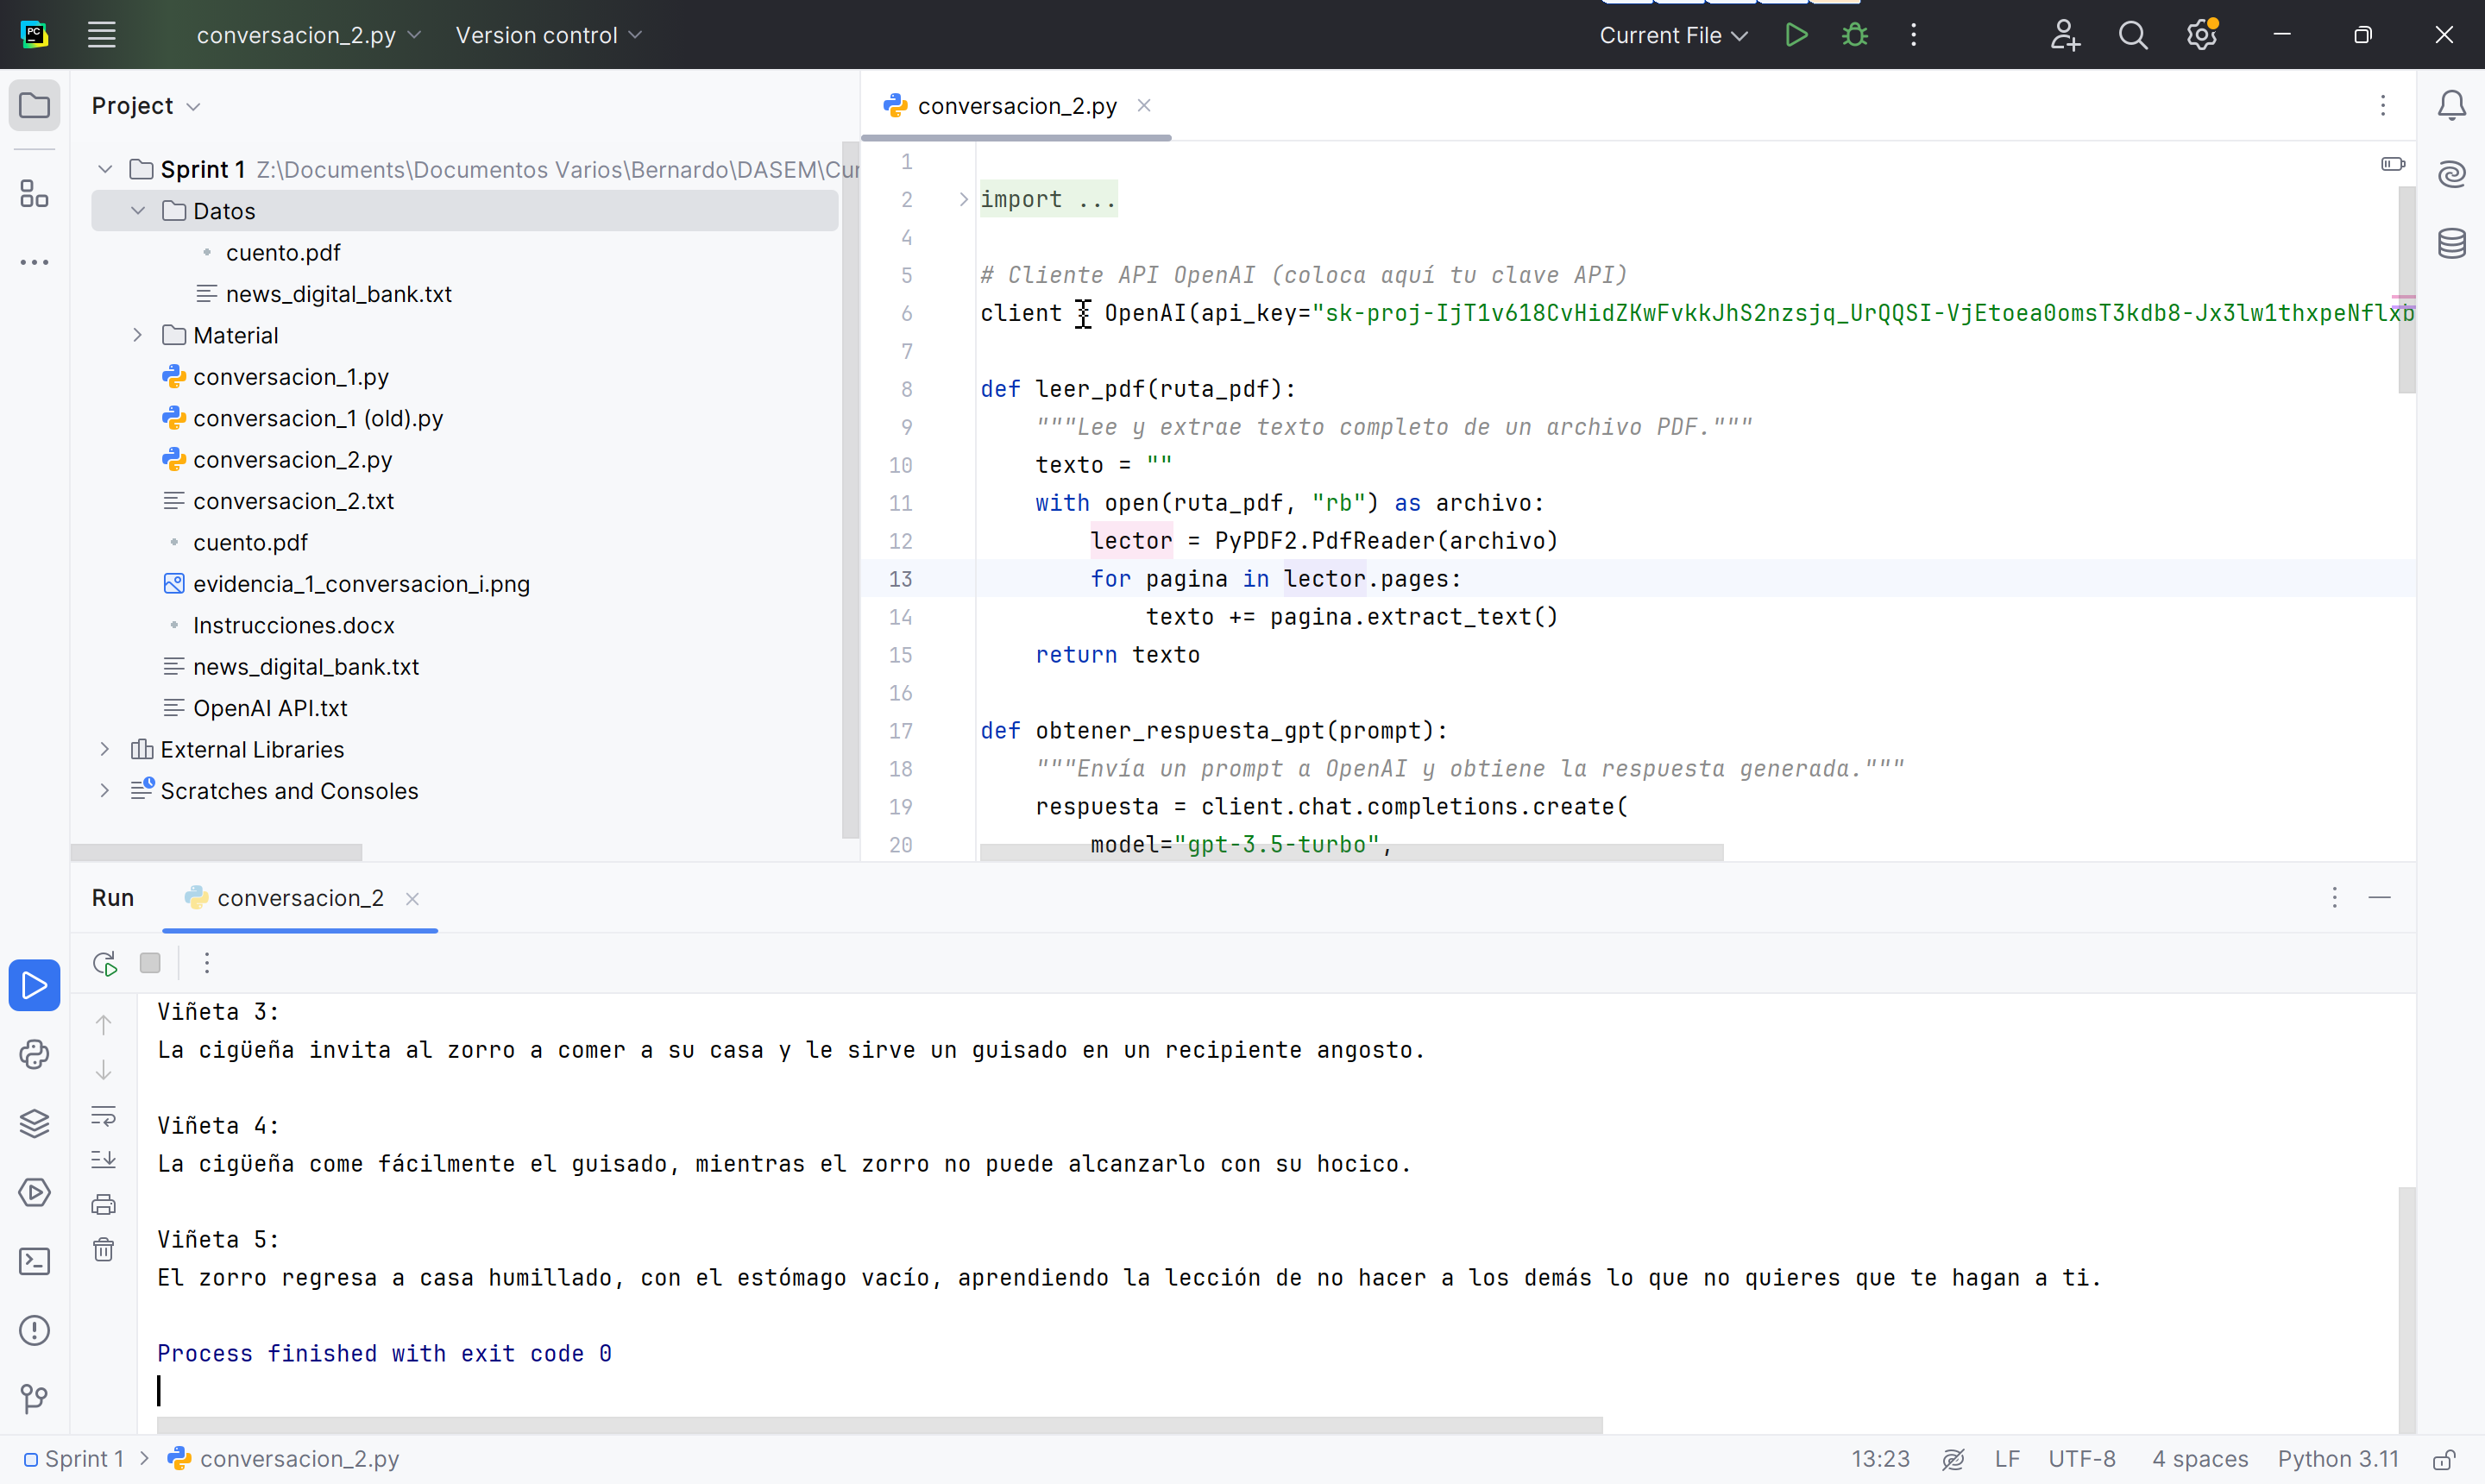 PC
conversacion_2.py
Version control
Current File
Project
conversacion_2.py
Sprint 1 Z:\Documents\Documentos Varios\Bernardo\DASEM\Cur
Datos
cuento.pdf
news_digital_bank.txt
Material
conversacion_1.py
conversacion_1 (old).py
conversacion_2.py
conversacion_2.txt
cuento.pdf
evidencia_1_conversacion_i.png
Instrucciones.docx
news_digital_bank.txt
OpenAI API.txt
External Libraries
Scratches and Consoles
1
2 import ...
4
5 # Cliente API OpenAI (coloca aquí tu clave API)
6 client = OpenAI(api_key="sk-proj-IjT1v618CvHidZKwFvkkJhS2nzsjq_UrQQSI-VjEtoea0omsT3kdb8-Jx3lw1thxpeNflxb
7
8 def leer_pdf(ruta_pdf):
9 """Lee y extrae texto completo de un archivo PDF."""
10 texto = ""
11 with open(ruta_pdf, "rb") as archivo:
12 lector = PyPDF2.PdfReader(archivo)
13 for pagina in lector.pages:
14 texto += pagina.extract_text()
15 return texto
16
17 def obtener_respuesta_gpt(prompt):
18 """Envía un prompt a OpenAI y obtiene la respuesta generada."""
19 respuesta = client.chat.completions.create(
20 model="gpt-3.5-turbo",
Run
conversacion_2
Viñeta 3:
La cigüeña invita al zorro a comer a su casa y le sirve un guisado en un recipiente angosto.
Viñeta 4:
La cigüeña come fácilmente el guisado, mientras el zorro no puede alcanzarlo con su hocico.
Viñeta 5:
El zorro regresa a casa humillado, con el estómago vacío, aprendiendo la lección de no hacer a los demás lo que no quieres que te hagan a ti.
Process finished with exit code 0
Sprint 1 > conversacion_2.py
13:23 LF UTF-8 4 spaces Python 3.11